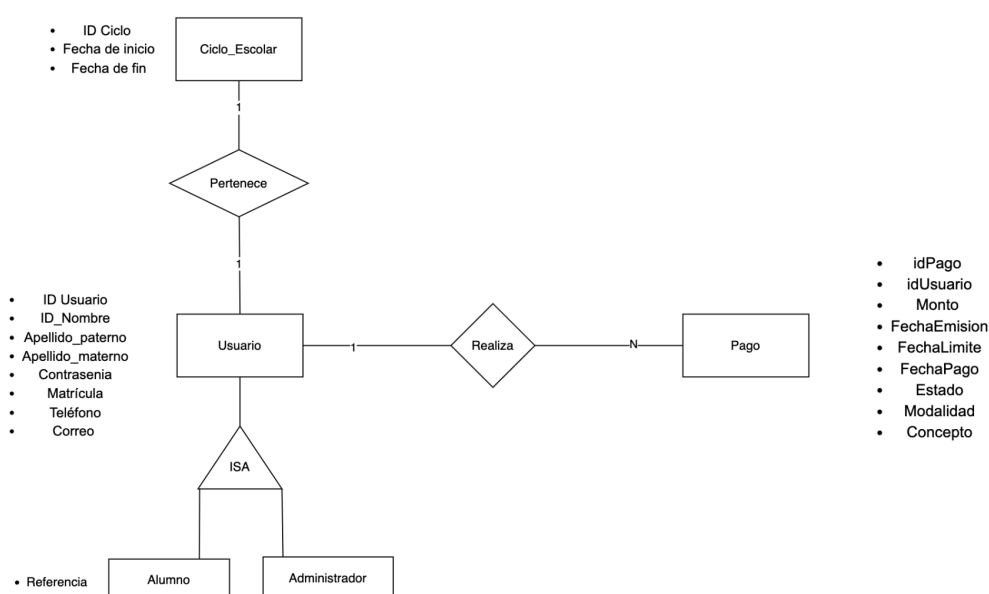 ID Ciclo
Fecha de inicio
Fecha de fin
Ciclo_Escolar
1
Pertenece
1
ID Usuario
ID_Nombre
Apellido_paterno
Apellido_materno
Contrasenia
Matrícula
Teléfono
Correo
Usuario
1
Realiza
N
Pago
idPago
idUsuario
Monto
FechaEmision
FechaLimite
FechaPago
Estado
Modalidad
Concepto
ISA
Referencia
Alumno
Administrador